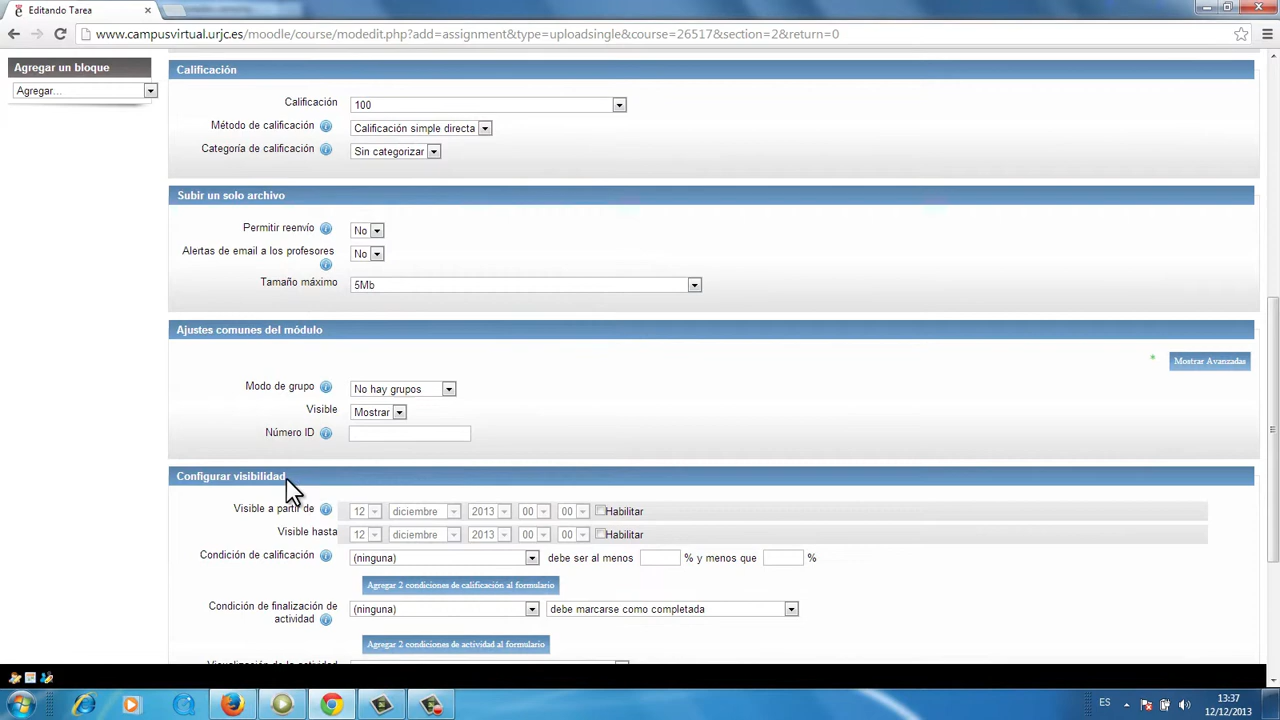 Editando Tarea
www.campusvirtual.urjc.es/moodle/course/modedit.php?add=assignment&type=uploadsingle&course=26517&section=2&return=0
Agregar un bloque
Agregar...
Calificación
Calificación 100
Método de calificación Calificación simple directa
Categoría de calificación Sin categorizar
Subir un solo archivo
Permitir reenvío No
Alertas de email a los profesores No
Tamaño máximo 5Mb
Ajustes comunes del módulo
* Mostrar Avanzadas
Modo de grupo No hay grupos
Visible Mostrar
Número ID
Configurar visibilidad
Visible a partir de 12 diciembre 2013 00 00 Habilitar
Visible hasta 12 diciembre 2013 00 00 Habilitar
Condición de calificación (ninguna) debe ser al menos % y menos que %
Agregar 2 condiciones de calificación al formulario
Condición de finalización de actividad (ninguna) debe marcarse como completada
Agregar 2 condiciones de actividad al formulario
Visualización de la actividad
ES
13:37
12/12/2013